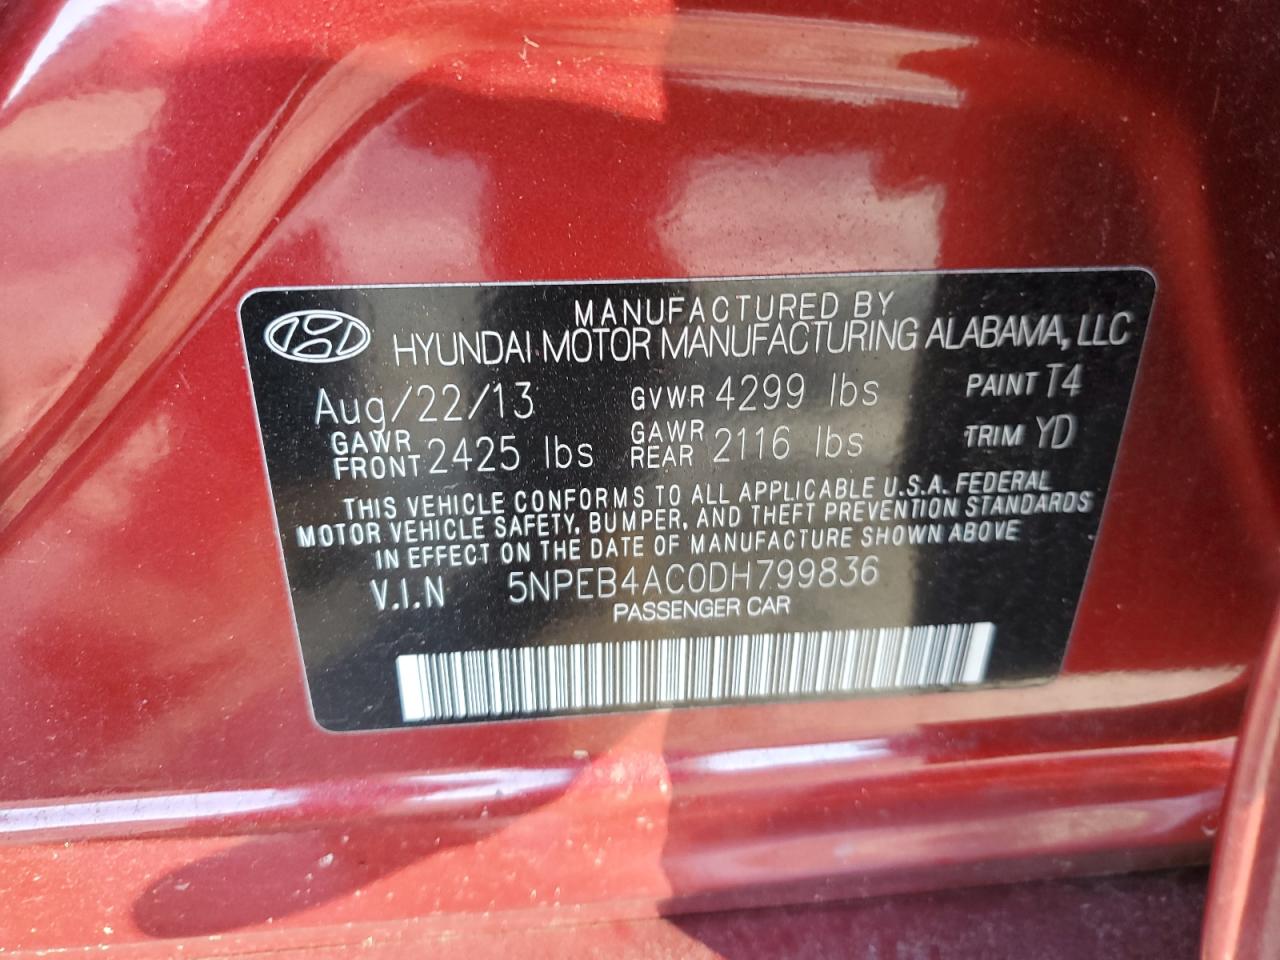 MANUFACTURED BY
HYUNDAI MOTOR MANUFACTURING ALABAMA, LLC
Aug/22/13 GVWR 4299 lbs PAINT T4
GAWR FRONT 2425 lbs GAWR REAR 2116 lbs TRIM YD
THIS VEHICLE CONFORMS TO ALL APPLICABLE U.S.A. FEDERAL
MOTOR VEHICLE SAFETY, BUMPER, AND THEFT PREVENTION STANDARDS
IN EFFECT ON THE DATE OF MANUFACTURE SHOWN ABOVE
V.I.N 5NPEB4AC0DH799836
PASSENGER CAR